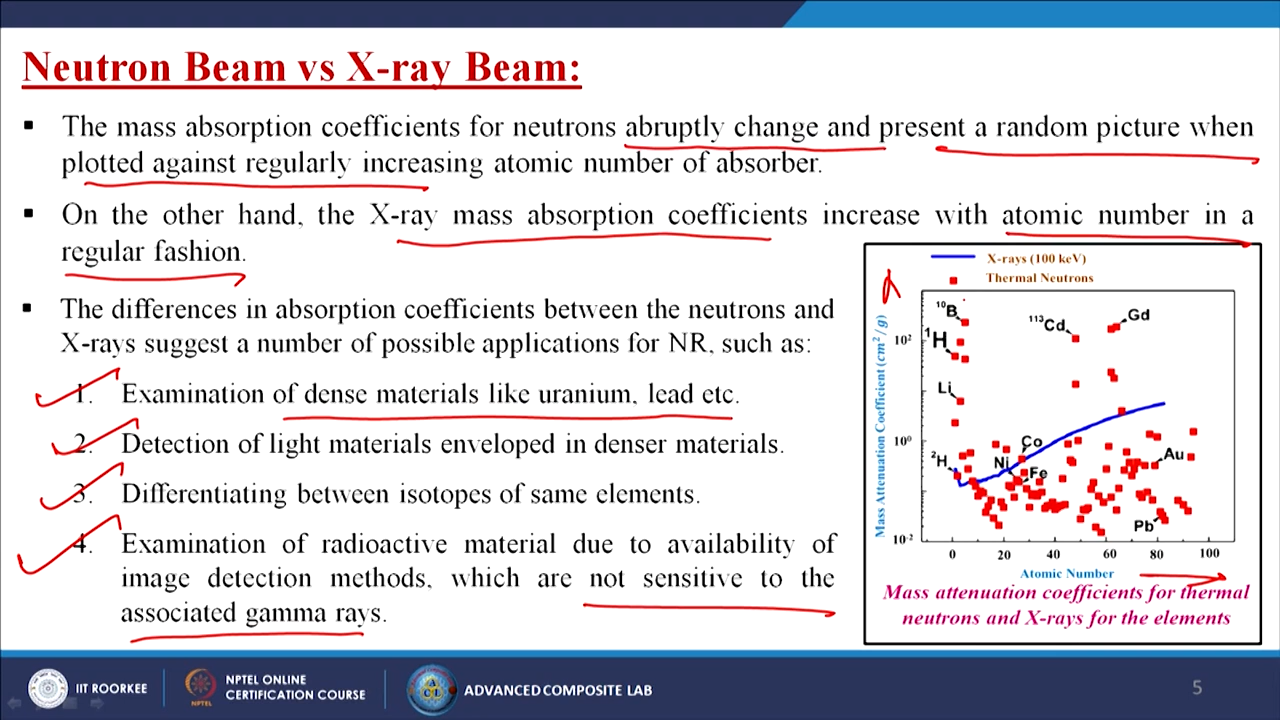 Neutron Beam vs X-ray Beam:
▪ The mass absorption coefficients for neutrons abruptly change and present a random picture when
plotted against regularly increasing atomic number of absorber.
▪ On the other hand, the X-ray mass absorption coefficients increase with atomic number in a
regular fashion.
▪ The differences in absorption coefficients between the neutrons and
X-rays suggest a number of possible applications for NR, such as:
1. Examination of dense materials like uranium, lead etc.
2. Detection of light materials enveloped in denser materials.
3. Differentiating between isotopes of same elements.
4. Examination of radioactive material due to availability of
image detection methods, which are not sensitive to the
associated gamma rays.
X-rays (100 keV)
Thermal Neutrons
Mass Attenuation Coefficient (cm²/g)
10²
10⁰
10⁻²
¹⁰B
¹H
Li
²H
¹¹³Cd
Gd
Co
Ni
Fe
Au
Pb
0 20 40 60 80 100
Atomic Number
Mass attenuation coefficients for thermal
neutrons and X-rays for the elements
IIT ROORKEE
NPTEL
NPTEL ONLINE
CERTIFICATION COURSE
ACL
ADVANCED COMPOSITE LAB
5